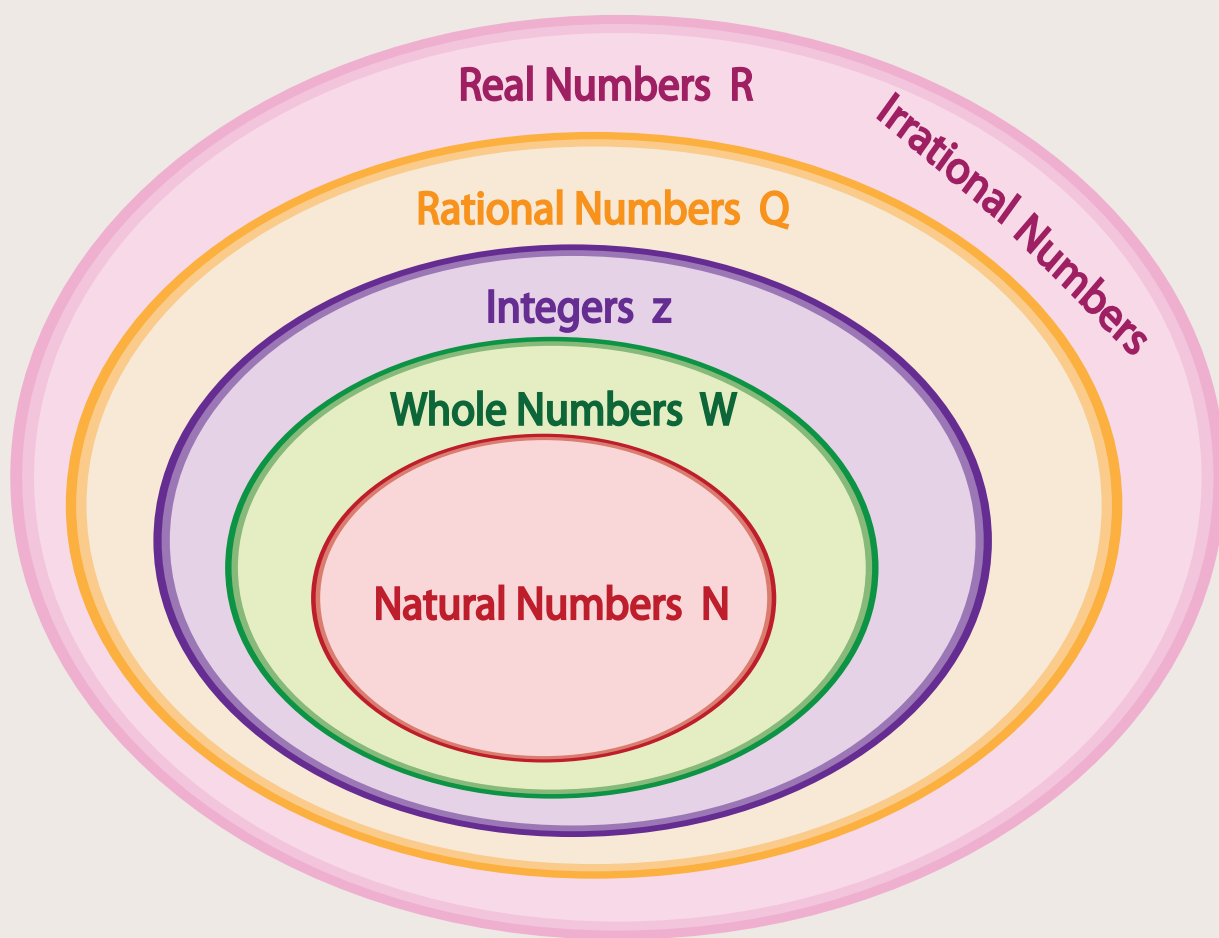 Real Numbers R
Irrational Numbers
Rational Numbers Q
Integers z
Whole Numbers W
Natural Numbers N